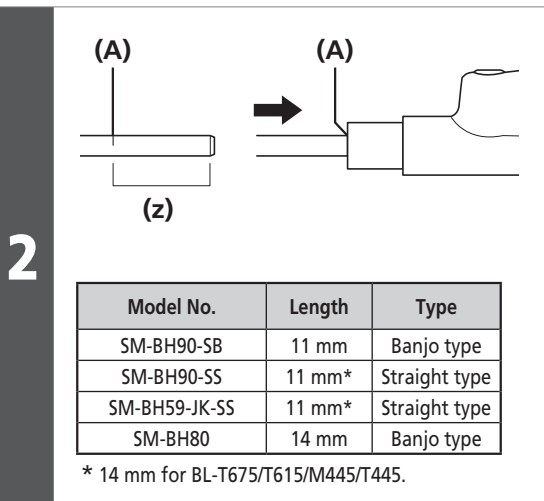 2
(A)
(A)
(z)
Model No. Length Type
SM-BH90-SB 11 mm Banjo type
SM-BH90-SS 11 mm* Straight type
SM-BH59-JK-SS 11 mm* Straight type
SM-BH80 14 mm Banjo type
* 14 mm for BL-T675/T615/M445/T445.